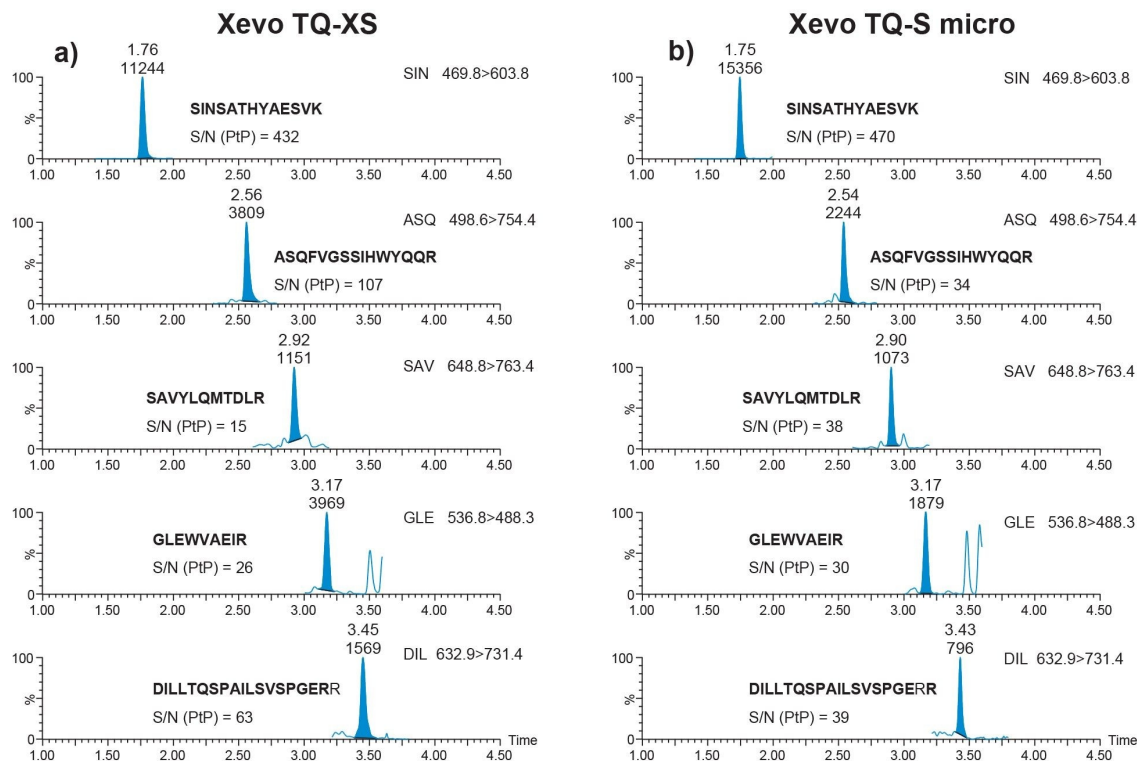 Xevo TQ-XS
a)
1.76
11244
SIN 469.8>603.8
100
%
0
SINSATHYAESVK
S/N (PtP) = 432
1.00 1.50 2.00 2.50 3.00 3.50 4.00 4.50
2.56
3809
ASQ 498.6>754.4
100
%
0
ASQFVGSSIHWYQQR
S/N (PtP) = 107
1.00 1.50 2.00 2.50 3.00 3.50 4.00 4.50
2.92
1151
SAV 648.8>763.4
100
%
0
SAVYLQMTDLR
S/N (PtP) = 15
1.00 1.50 2.00 2.50 3.00 3.50 4.00 4.50
3.17
3969
GLE 536.8>488.3
100
%
0
GLEWVAEIR
S/N (PtP) = 26
1.00 1.50 2.00 2.50 3.00 3.50 4.00 4.50
3.45
1569
DIL 632.9>731.4
100
%
0
DILLTQSPAILSVSPGERR
S/N (PtP) = 63
Time
1.00 1.50 2.00 2.50 3.00 3.50 4.00 4.50
Xevo TQ-S micro
b)
1.75
15356
SIN 469.8>603.8
100
%
0
SINSATHYAESVK
S/N (PtP) = 470
1.00 1.50 2.00 2.50 3.00 3.50 4.00 4.50
2.54
2244
ASQ 498.6>754.4
100
%
0
ASQFVGSSIHWYQQR
S/N (PtP) = 34
1.00 1.50 2.00 2.50 3.00 3.50 4.00 4.50
2.90
1073
SAV 648.8>763.4
100
%
0
SAVYLQMTDLR
S/N (PtP) = 38
1.00 1.50 2.00 2.50 3.00 3.50 4.00 4.50
3.17
1879
GLE 536.8>488.3
100
%
0
GLEWVAEIR
S/N (PtP) = 30
1.00 1.50 2.00 2.50 3.00 3.50 4.00 4.50
3.43
796
DIL 632.9>731.4
100
%
0
DILLTQSPAILSVSPGERR
S/N (PtP) = 39
Time
1.00 1.50 2.00 2.50 3.00 3.50 4.00 4.50